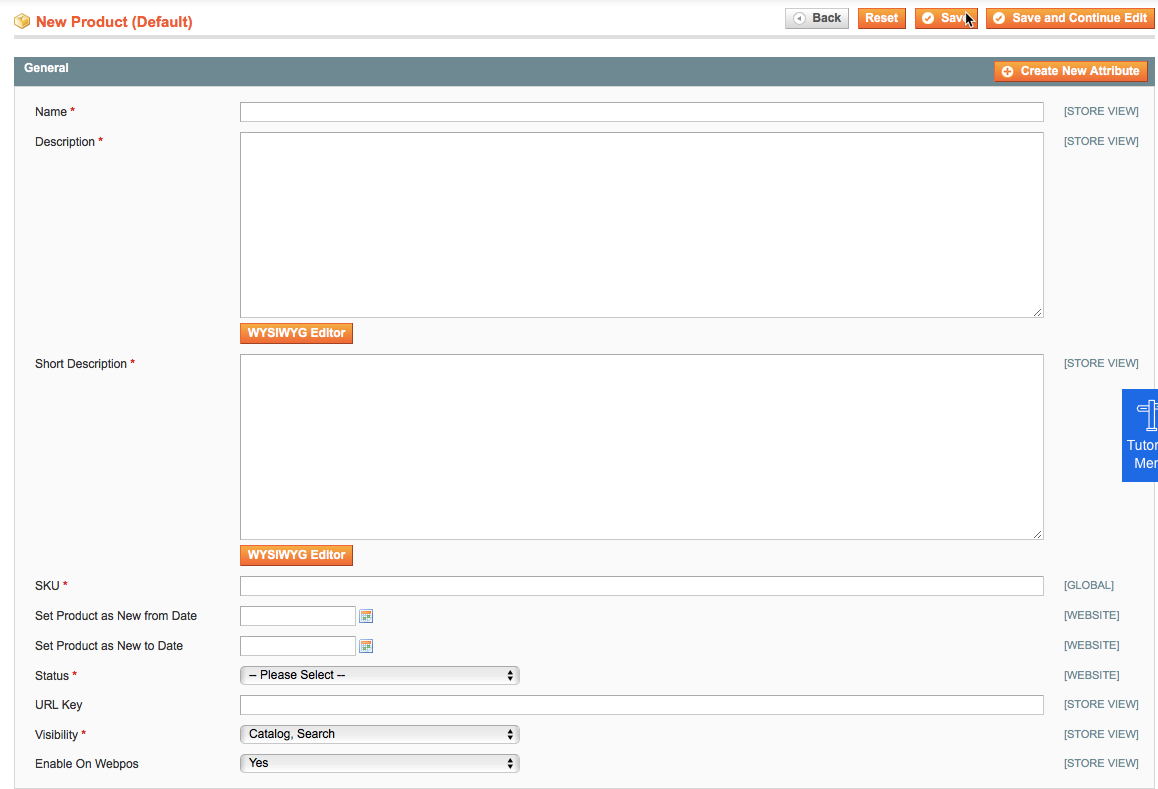 New Product (Default) Back Reset Save Save and Continue Edit
General Create New Attribute
Name * [STORE VIEW]
Description * [STORE VIEW]
WYSIWYG Editor
Short Description * [STORE VIEW]
Tutor
Mer
WYSIWYG Editor
SKU * [GLOBAL]
Set Product as New from Date [WEBSITE]
Set Product as New to Date [WEBSITE]
Status * -- Please Select -- [WEBSITE]
URL Key [STORE VIEW]
Visibility * Catalog, Search [STORE VIEW]
Enable On Webpos Yes [STORE VIEW]